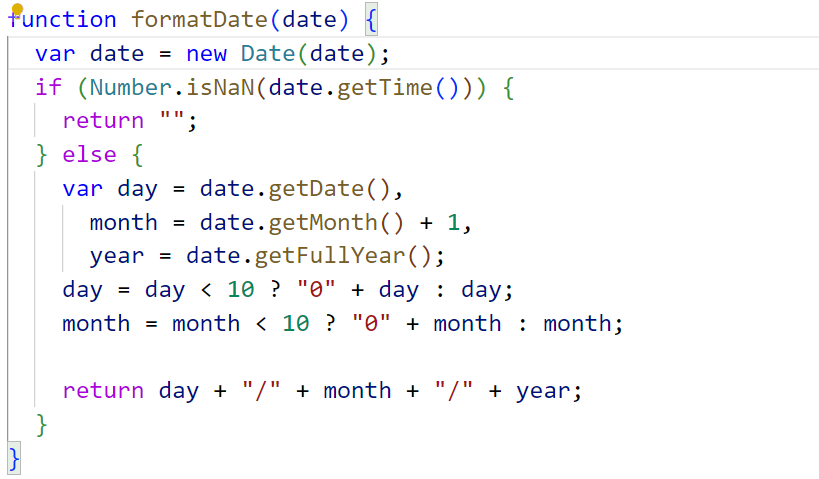 function formatDate(date) {
  var date = new Date(date);
  if (Number.isNaN(date.getTime())) {
    return "";
  } else {
    var day = date.getDate(),
      month = date.getMonth() + 1,
      year = date.getFullYear();
    day = day < 10 ? "0" + day : day;
    month = month < 10 ? "0" + month : month;

    return day + "/" + month + "/" + year;
  }
}